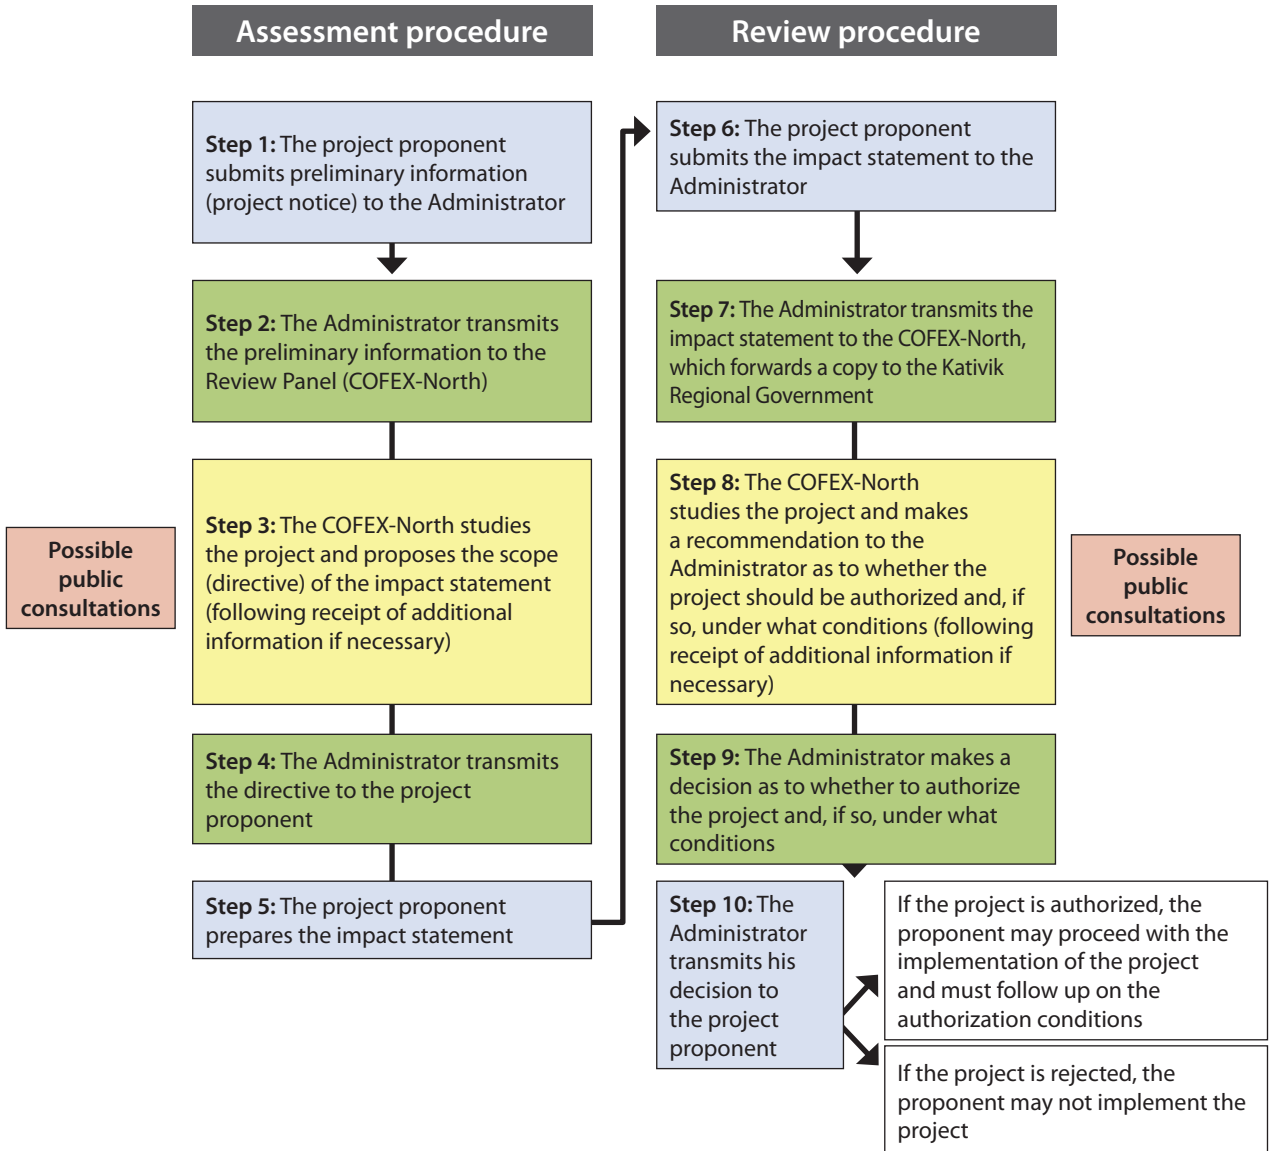 Assessment procedure
Step 1: The project proponent
submits preliminary information
(project notice) to the Administrator
Step 2: The Administrator transmits
the preliminary information to the
Review Panel (COFEX-North)
Possible
public
consultations
Step 3: The COFEX-North studies
the project and proposes the scope
(directive) of the impact statement
(following receipt of additional
information if necessary)
Step 4: The Administrator transmits
the directive to the project
proponent
Step 5: The project proponent
prepares the impact statement
Review procedure
Step 6: The project proponent
submits the impact statement to the
Administrator
Step 7: The Administrator transmits the
impact statement to the COFEX-North,
which forwards a copy to the Kativik
Regional Government
Step 8: The COFEX-North
studies the project and makes
a recommendation to the
Administrator as to whether the
project should be authorized and, if
so, under what conditions (following
receipt of additional information if
necessary)
Possible
public
consultations
Step 9: The Administrator makes a
decision as to whether to authorize
the project and, if so, under what
conditions
Step 10: The
Administrator
transmits his
decision to
the project
proponent
If the project is authorized, the
proponent may proceed with the
implementation of the project
and must follow up on the
authorization conditions
If the project is rejected, the
proponent may not implement the
project